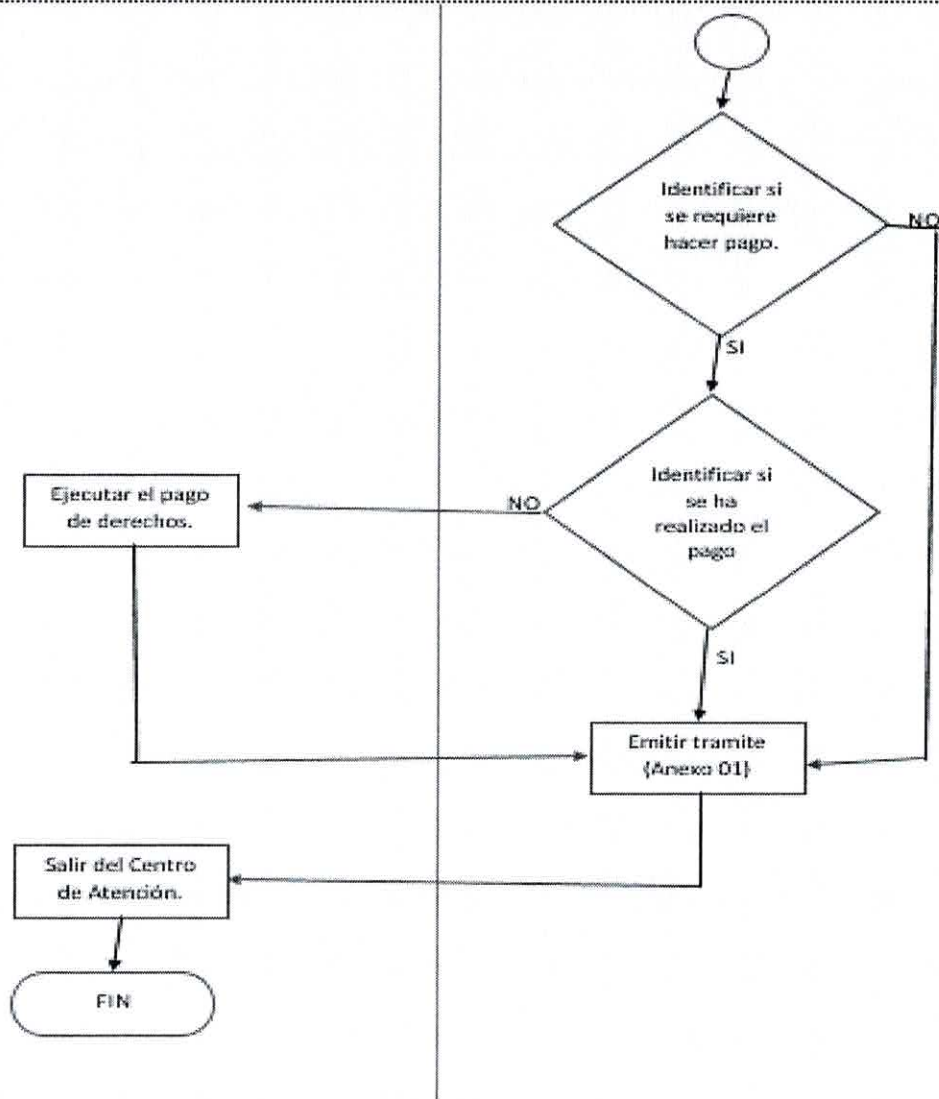 Identificar si
se requiere
hacer pago.
NO
SI
Identificar si
se ha
realizado el
pago
NO
Ejecutar el pago
de derechos.
SI
Emitir tramite
(Anexo 01)
Salir del Centro
de Atención.
FIN